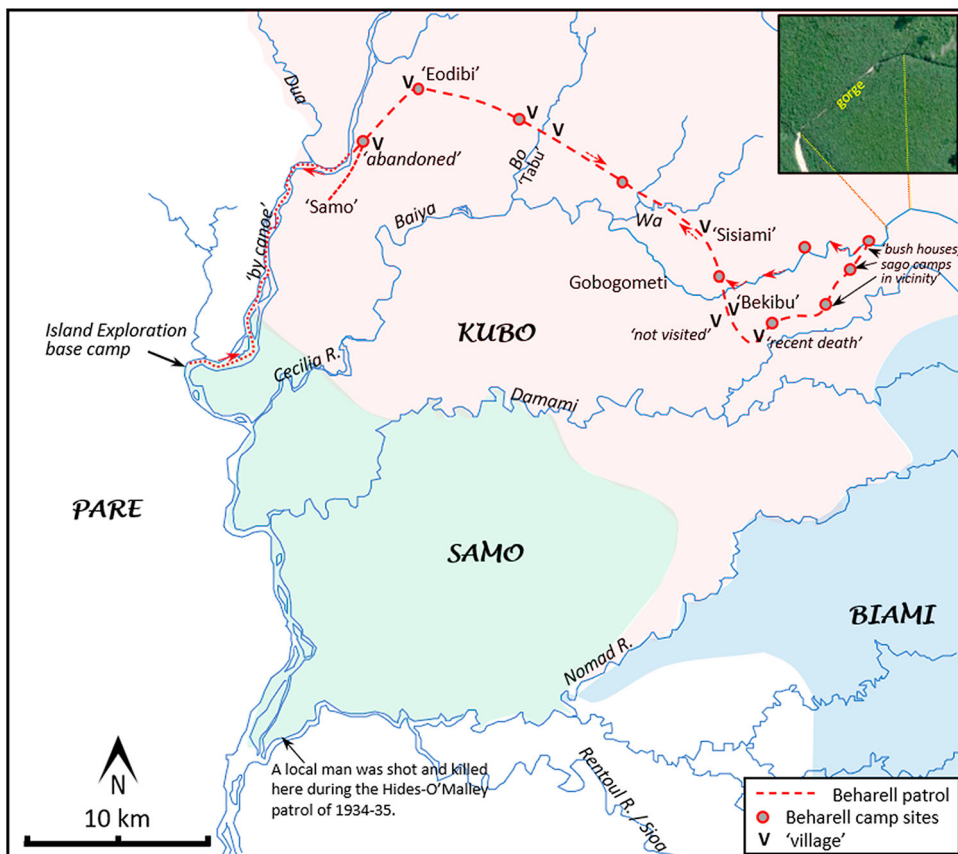 gorge
Dua
V
'Eodibi'
V
'abandoned'
'Samo'
V
V
Bo
'Tabu'
Baiya
Wa
V
'Sisiami'
'by canoe'
Gobogometi
'bush houses,
sago camps
in vicinity'
V
V
'Bekibu'
'not visited'
V
'recent death'
KUBO
Island Exploration
base camp
Cecilia R.
Damami
PARE
SAMO
BIAMI
Nomad R.
N
10 km
A local man was shot and killed
here during the Hides-O'Malley
patrol of 1934-35.
Rentoul R. / Sioa
Beharell patrol
Beharell camp sites
V 'village'